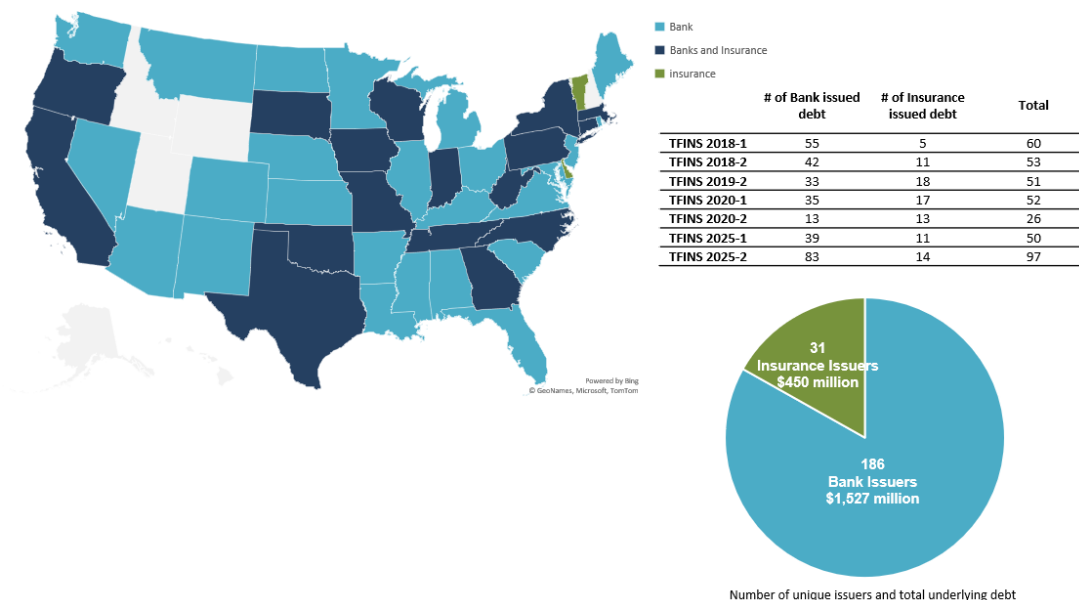 Bank
Banks and Insurance
insurance
# of Bank issued debt # of Insurance issued debt Total
TFINS 2018-1 55 5 60
TFINS 2018-2 42 11 53
TFINS 2019-2 33 18 51
TFINS 2020-1 35 17 52
TFINS 2020-2 13 13 26
TFINS 2025-1 39 11 50
TFINS 2025-2 83 14 97
Powered by Bing
© GeoNames, Microsoft, TomTom
31
Insurance Issuers
$450 million
186
Bank Issuers
$1,527 million
Number of unique issuers and total underlying debt